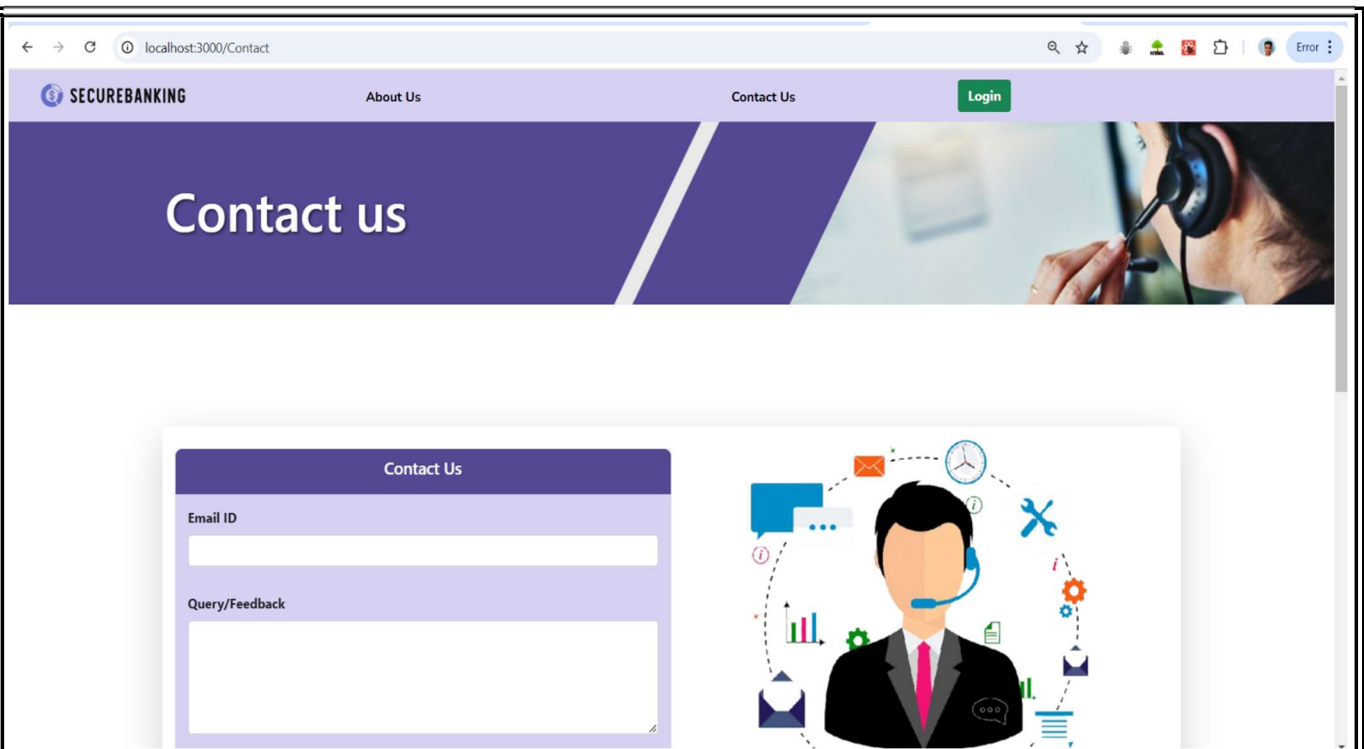 localhost:3000/Contact
Error
SECUREBANKING About Us Contact Us Login
Contact us
Contact Us
Email ID
Query/Feedback